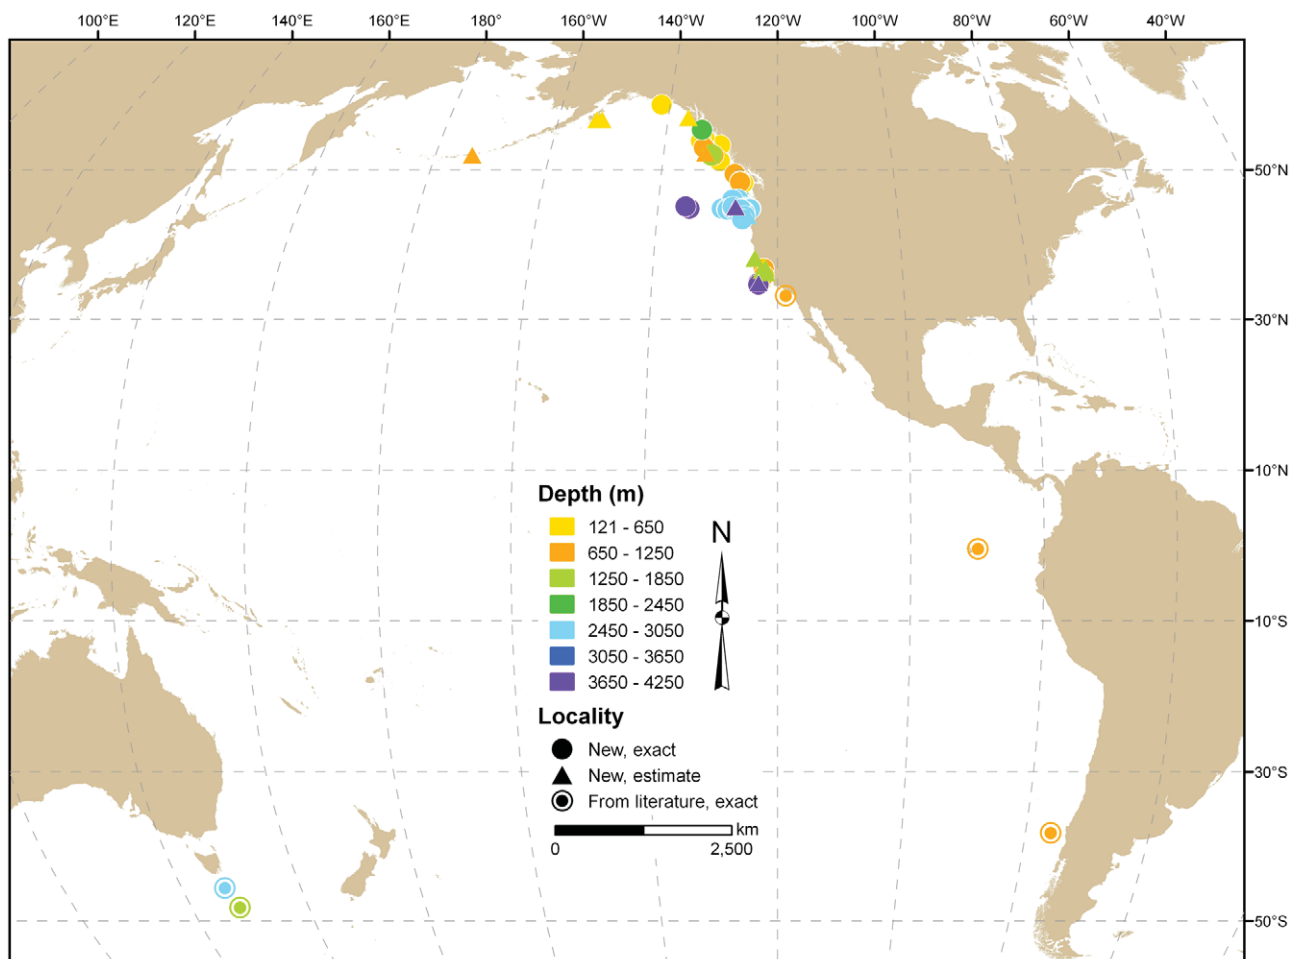 100°E 120°E 140°E 160°E 180° 160°W 140°W 120°W 100°W 80°W 60°W 40°W
50°N
30°N
10°N
10°S
30°S
50°S
Depth (m)
121 - 650
650 - 1250
1250 - 1850
1850 - 2450
2450 - 3050
3050 - 3650
3650 - 4250
N
Locality
New, exact
New, estimate
From literature, exact
km
0 2,500